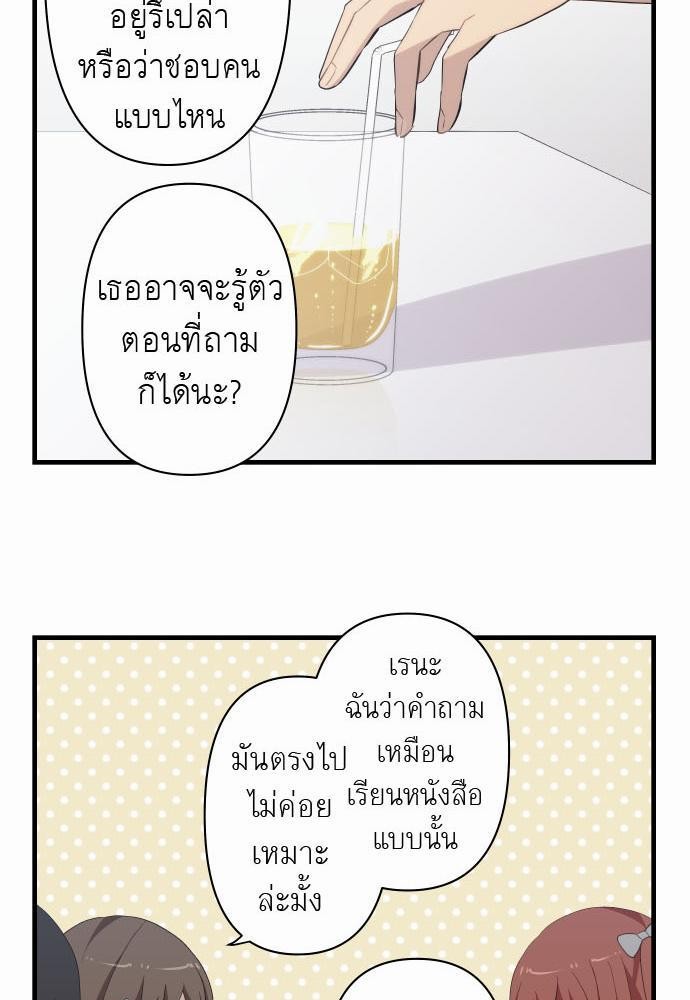 อยู่รึเปล่า
หรือว่าชอบคน
แบบไหน
เธออาจจะรู้ตัว
ตอนที่ถาม
ก็ได้นะ?
เรนะ
ฉันว่าคำถาม
เหมือน
เรียนหนังสือ
แบบนั้น
มันตรงไป
ไม่ค่อย
เหมาะ
ล่ะมั้ง